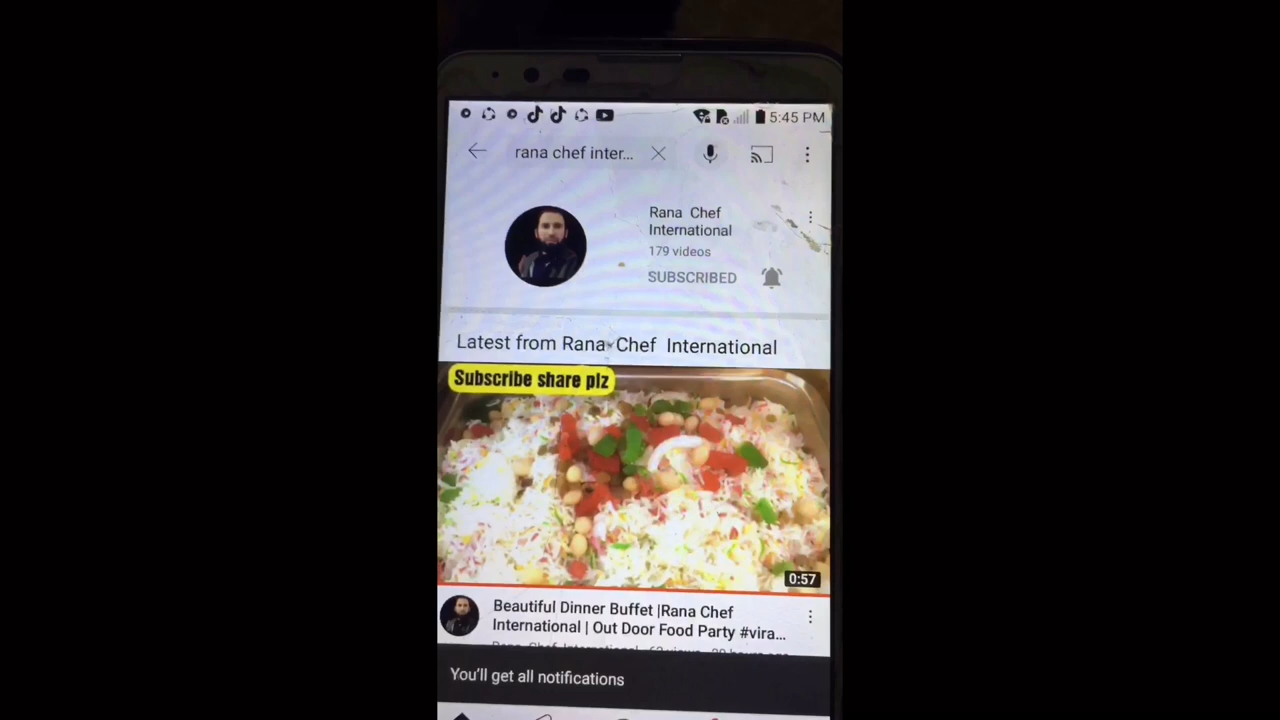 5:45 PM
rana chef inter...
Rana Chef
International
179 videos
SUBSCRIBED
Latest from Rana Chef International
Subscribe share plz
0:57
Beautiful Dinner Buffet |Rana Chef
International | Out Door Food Party #vira...
You'll get all notifications